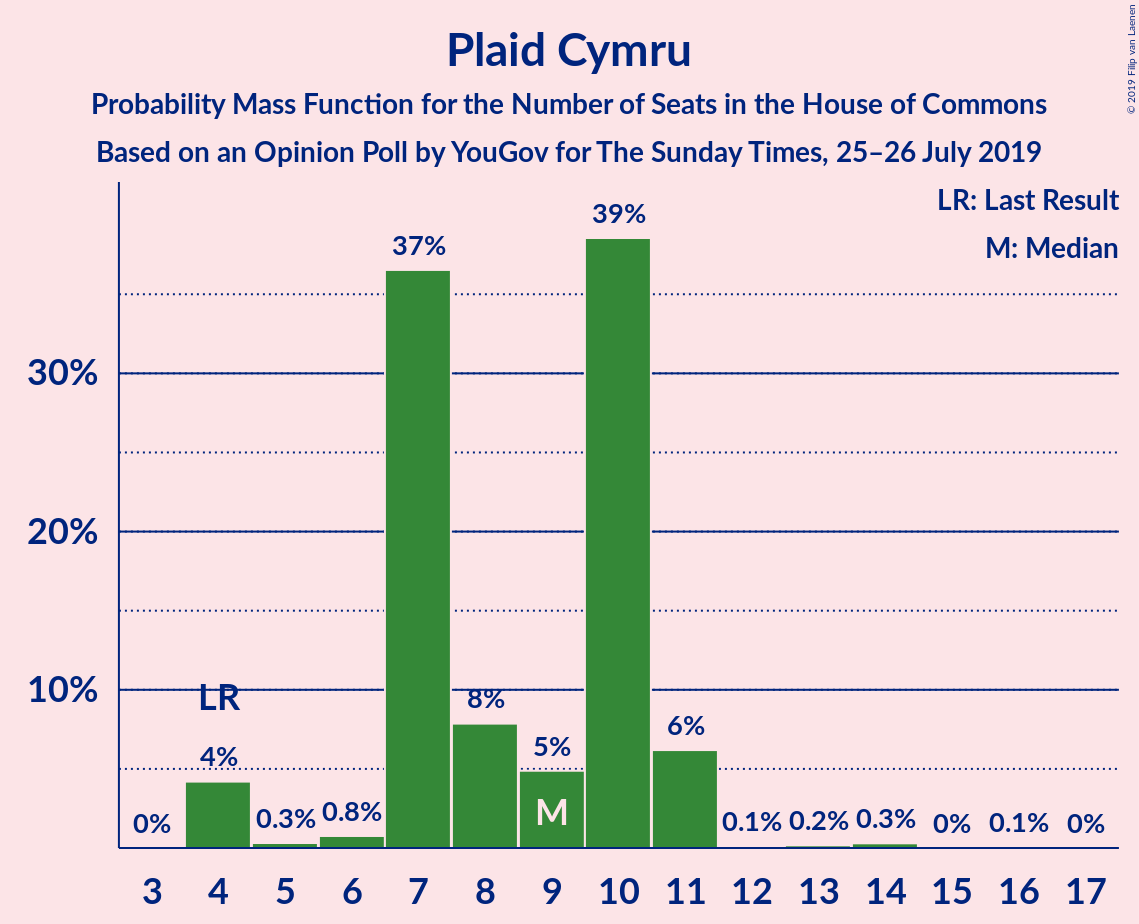 Plaid Cymru
Probability Mass Function for the Number of Seats in the House of Commons
Based on an Opinion Poll by YouGov for The Sunday Times, 25–26 July 2019
© 2019 Filip van Laenen
LR: Last Result
M: Median
30%
20%
10%
0% 4% 0.3% 0.8% 37% 8% 5% 39% 6% 0.1% 0.2% 0.3% 0% 0.1% 0%
LR
M
3 4 5 6 7 8 9 10 11 12 13 14 15 16 17